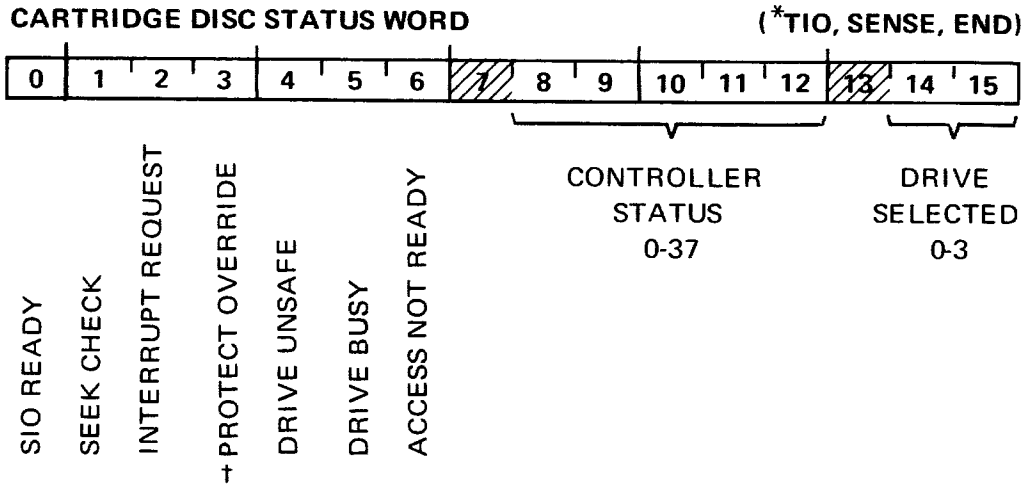 CARTRIDGE DISC STATUS WORD (*TIO, SENSE, END)
0 1 2 3 4 5 6 7 8 9 10 11 12 13 14 15
SIO READY
SEEK CHECK
INTERRUPT REQUEST
† PROTECT OVERRIDE
DRIVE UNSAFE
DRIVE BUSY
ACCESS NOT READY
CONTROLLER
STATUS
0-37
DRIVE
SELECTED
0-3